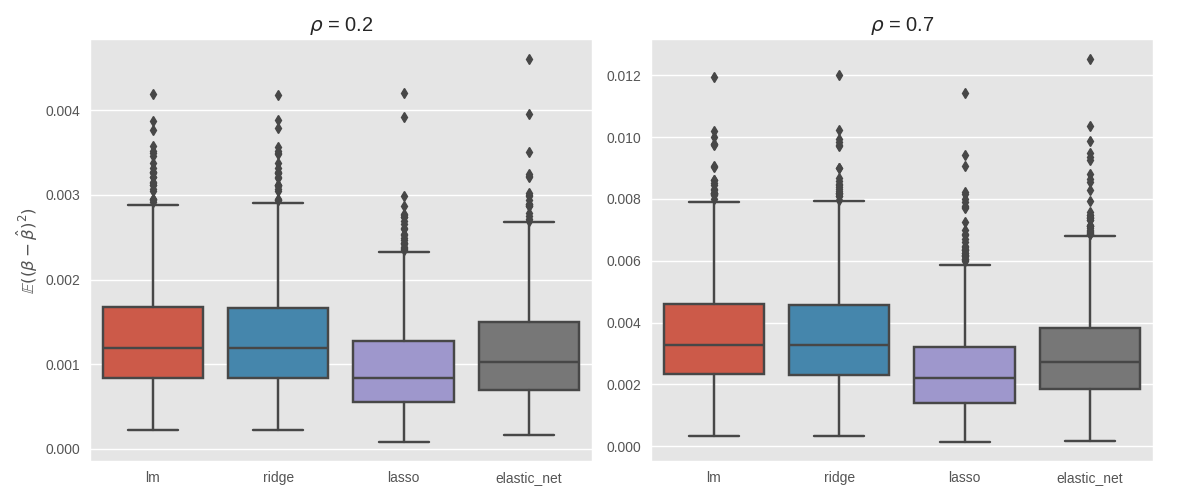 ρ = 0.2
0.004
0.003
0.002
0.001
0.000
𝔼((β − β̂)²)
lm ridge lasso elastic_net
ρ = 0.7
0.012
0.010
0.008
0.006
0.004
0.002
0.000
lm ridge lasso elastic_net